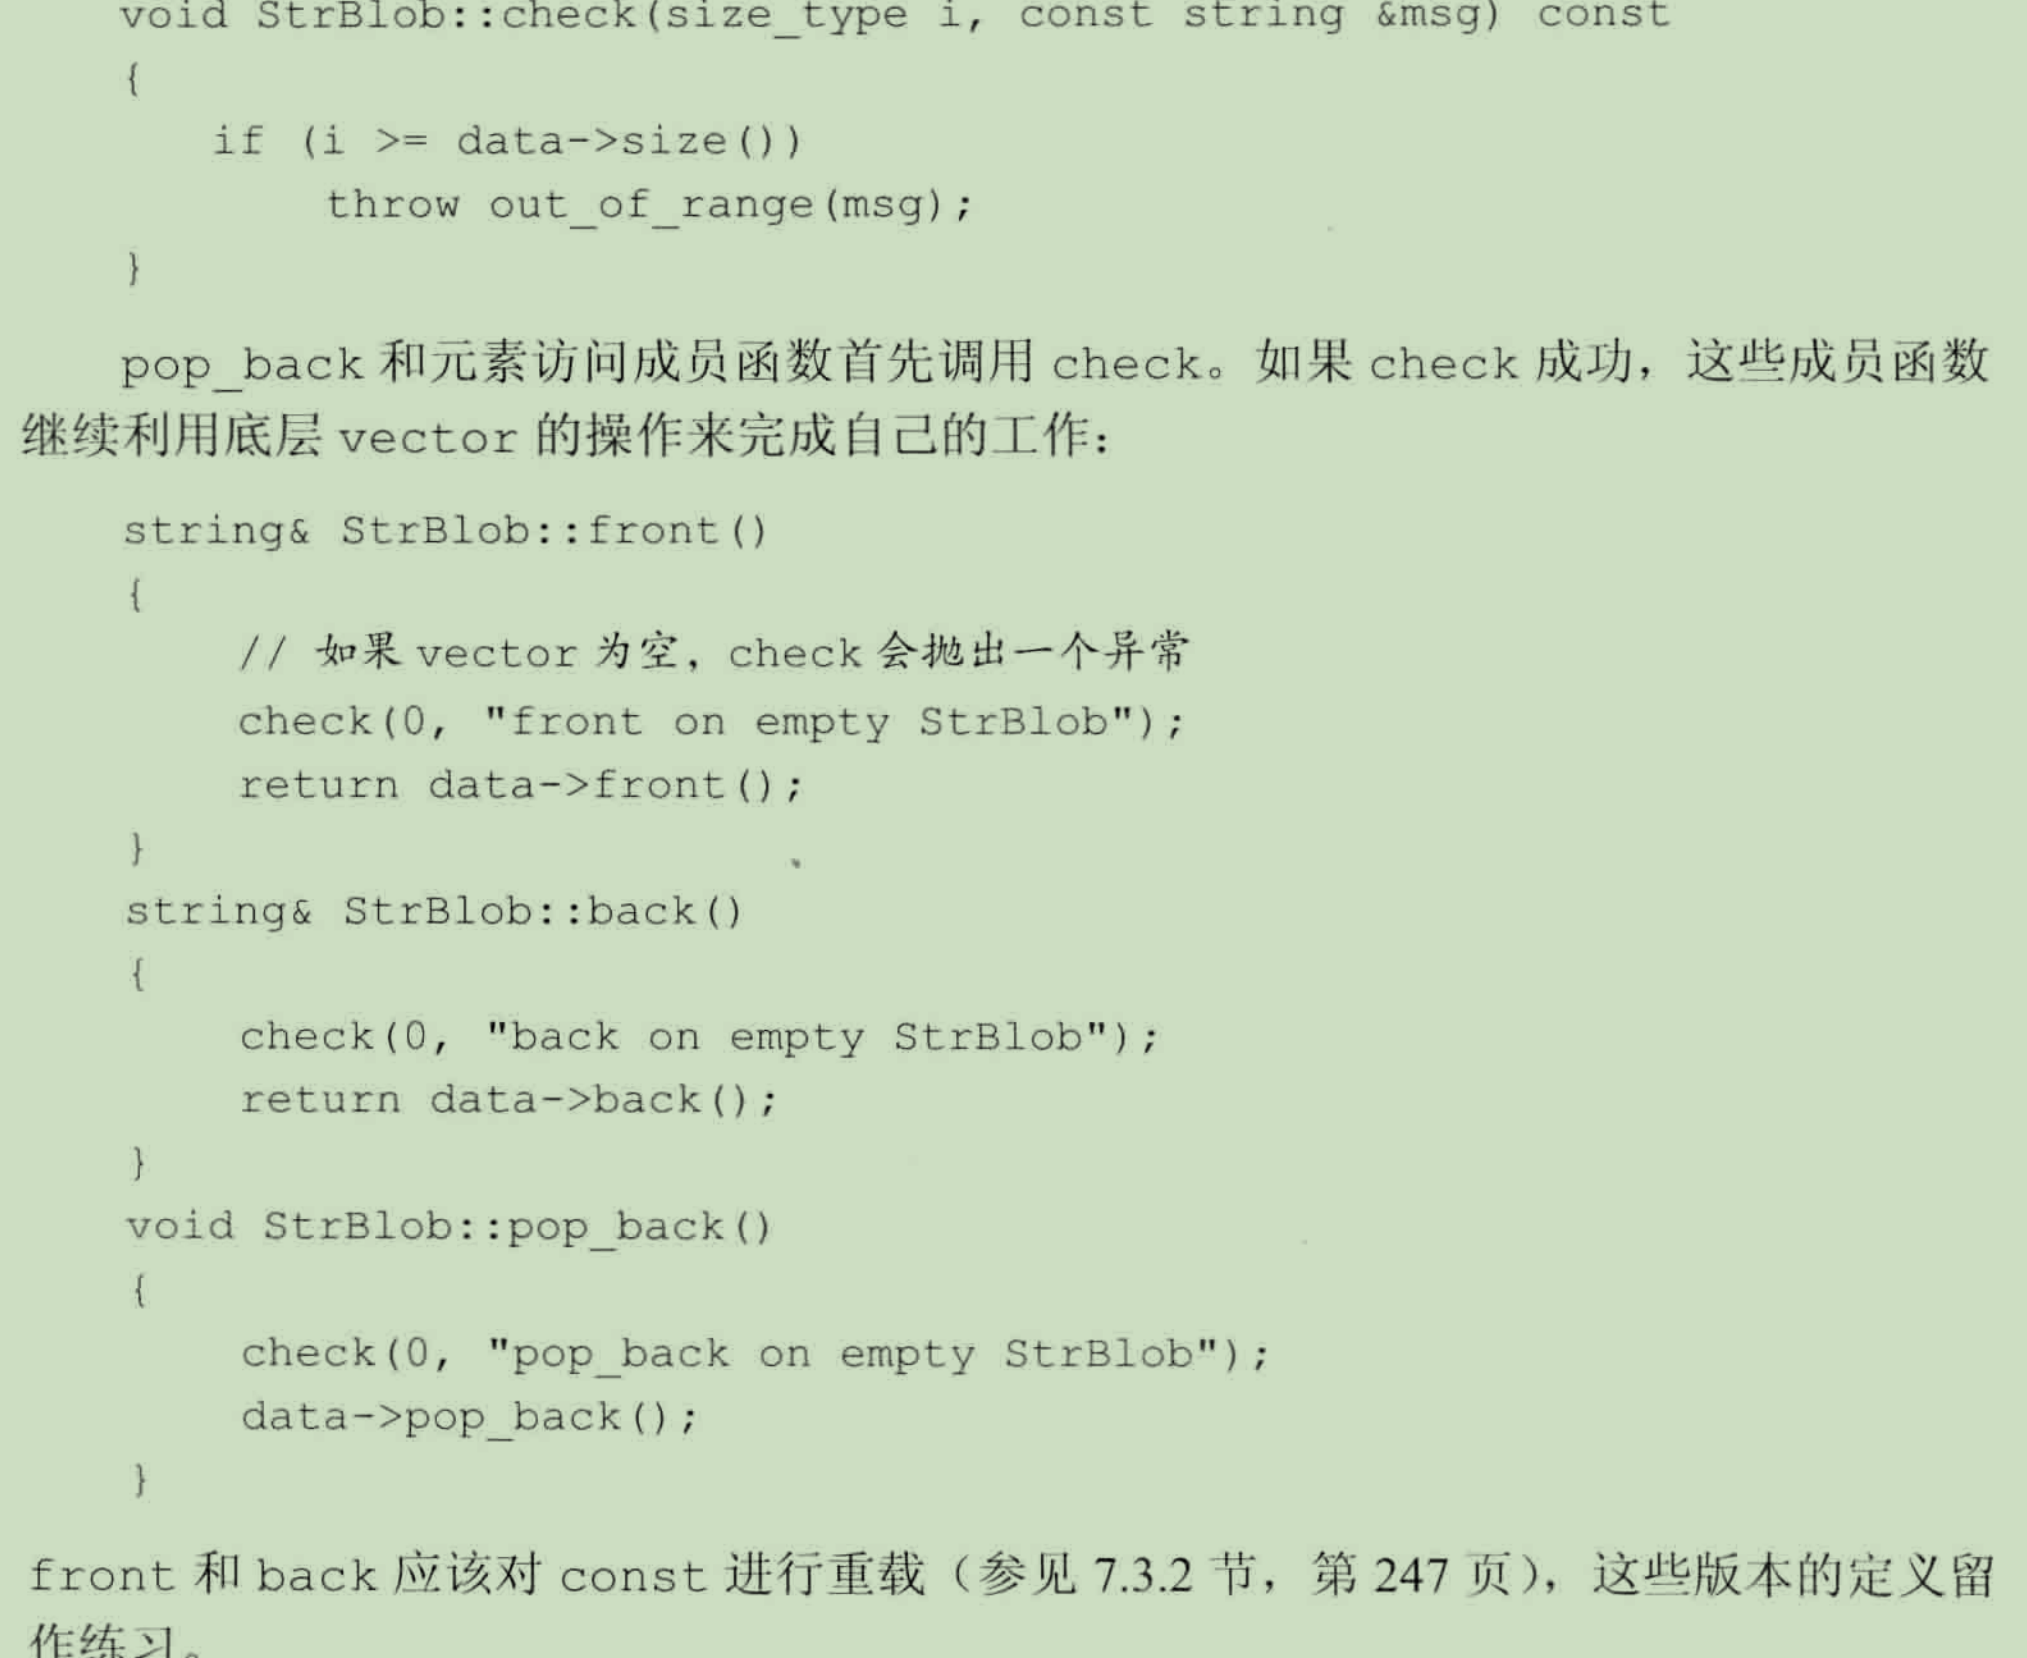 void StrBlob::check(size_type i, const string &msg) const
{
if (i >= data->size())
throw out_of_range(msg);
}
pop_back 和元素访问成员函数首先调用 check。如果 check 成功，这些成员函数
继续利用底层 vector 的操作来完成自己的工作：
string& StrBlob::front()
{
// 如果 vector 为空，check 会抛出一个异常
check(0, "front on empty StrBlob");
return data->front();
}
string& StrBlob::back()
{
check(0, "back on empty StrBlob");
return data->back();
}
void StrBlob::pop_back()
{
check(0, "pop_back on empty StrBlob");
data->pop_back();
}
front 和 back 应该对 const 进行重载（参见 7.3.2 节，第 247 页），这些版本的定义留
作练习。